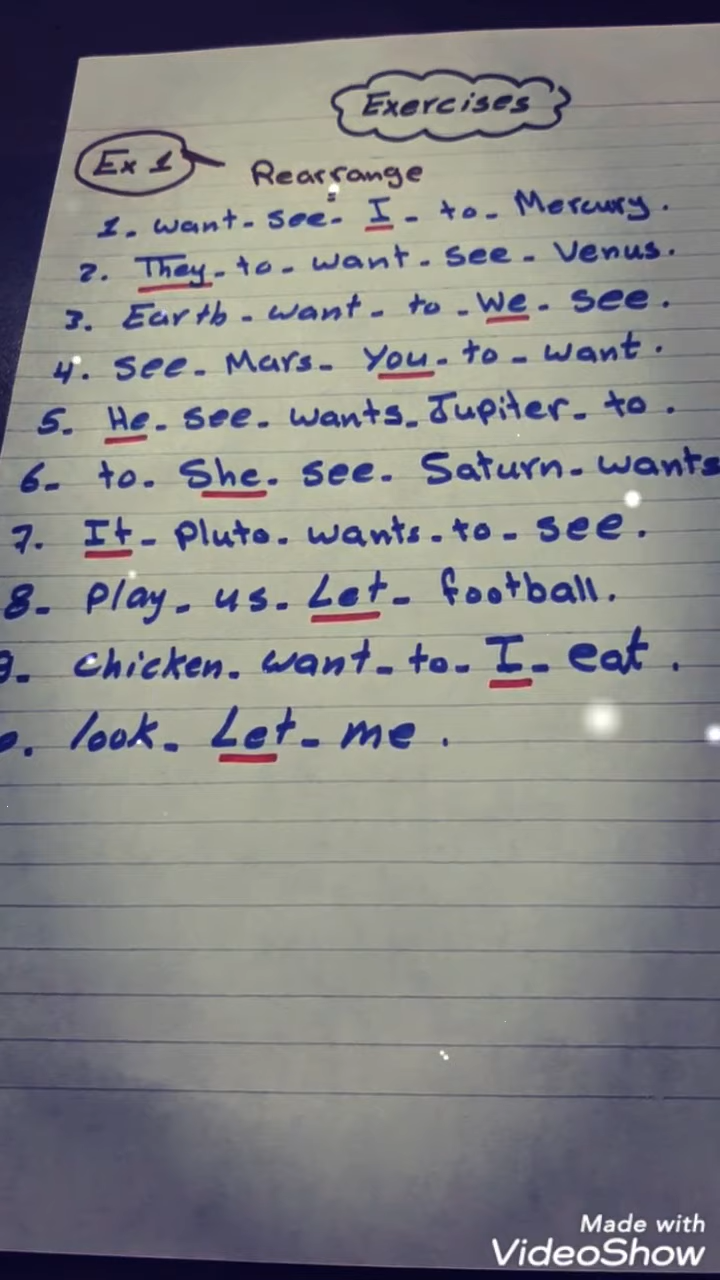 Exercises
Ex 1
Rearrange
1. want - see - I - to - Mercury.
2. They - to - want - see - Venus.
3. Earth - want - to - We - see.
4. see - Mars - You - to - want.
5. He - see - wants - Jupiter - to.
6- to - She - see - Saturn - wants
7. It - Pluto - wants - to - see.
8- Play - us - Let - football.
9- chicken - want - to - I - eat.
. look - Let - me.
Made with
VideoShow